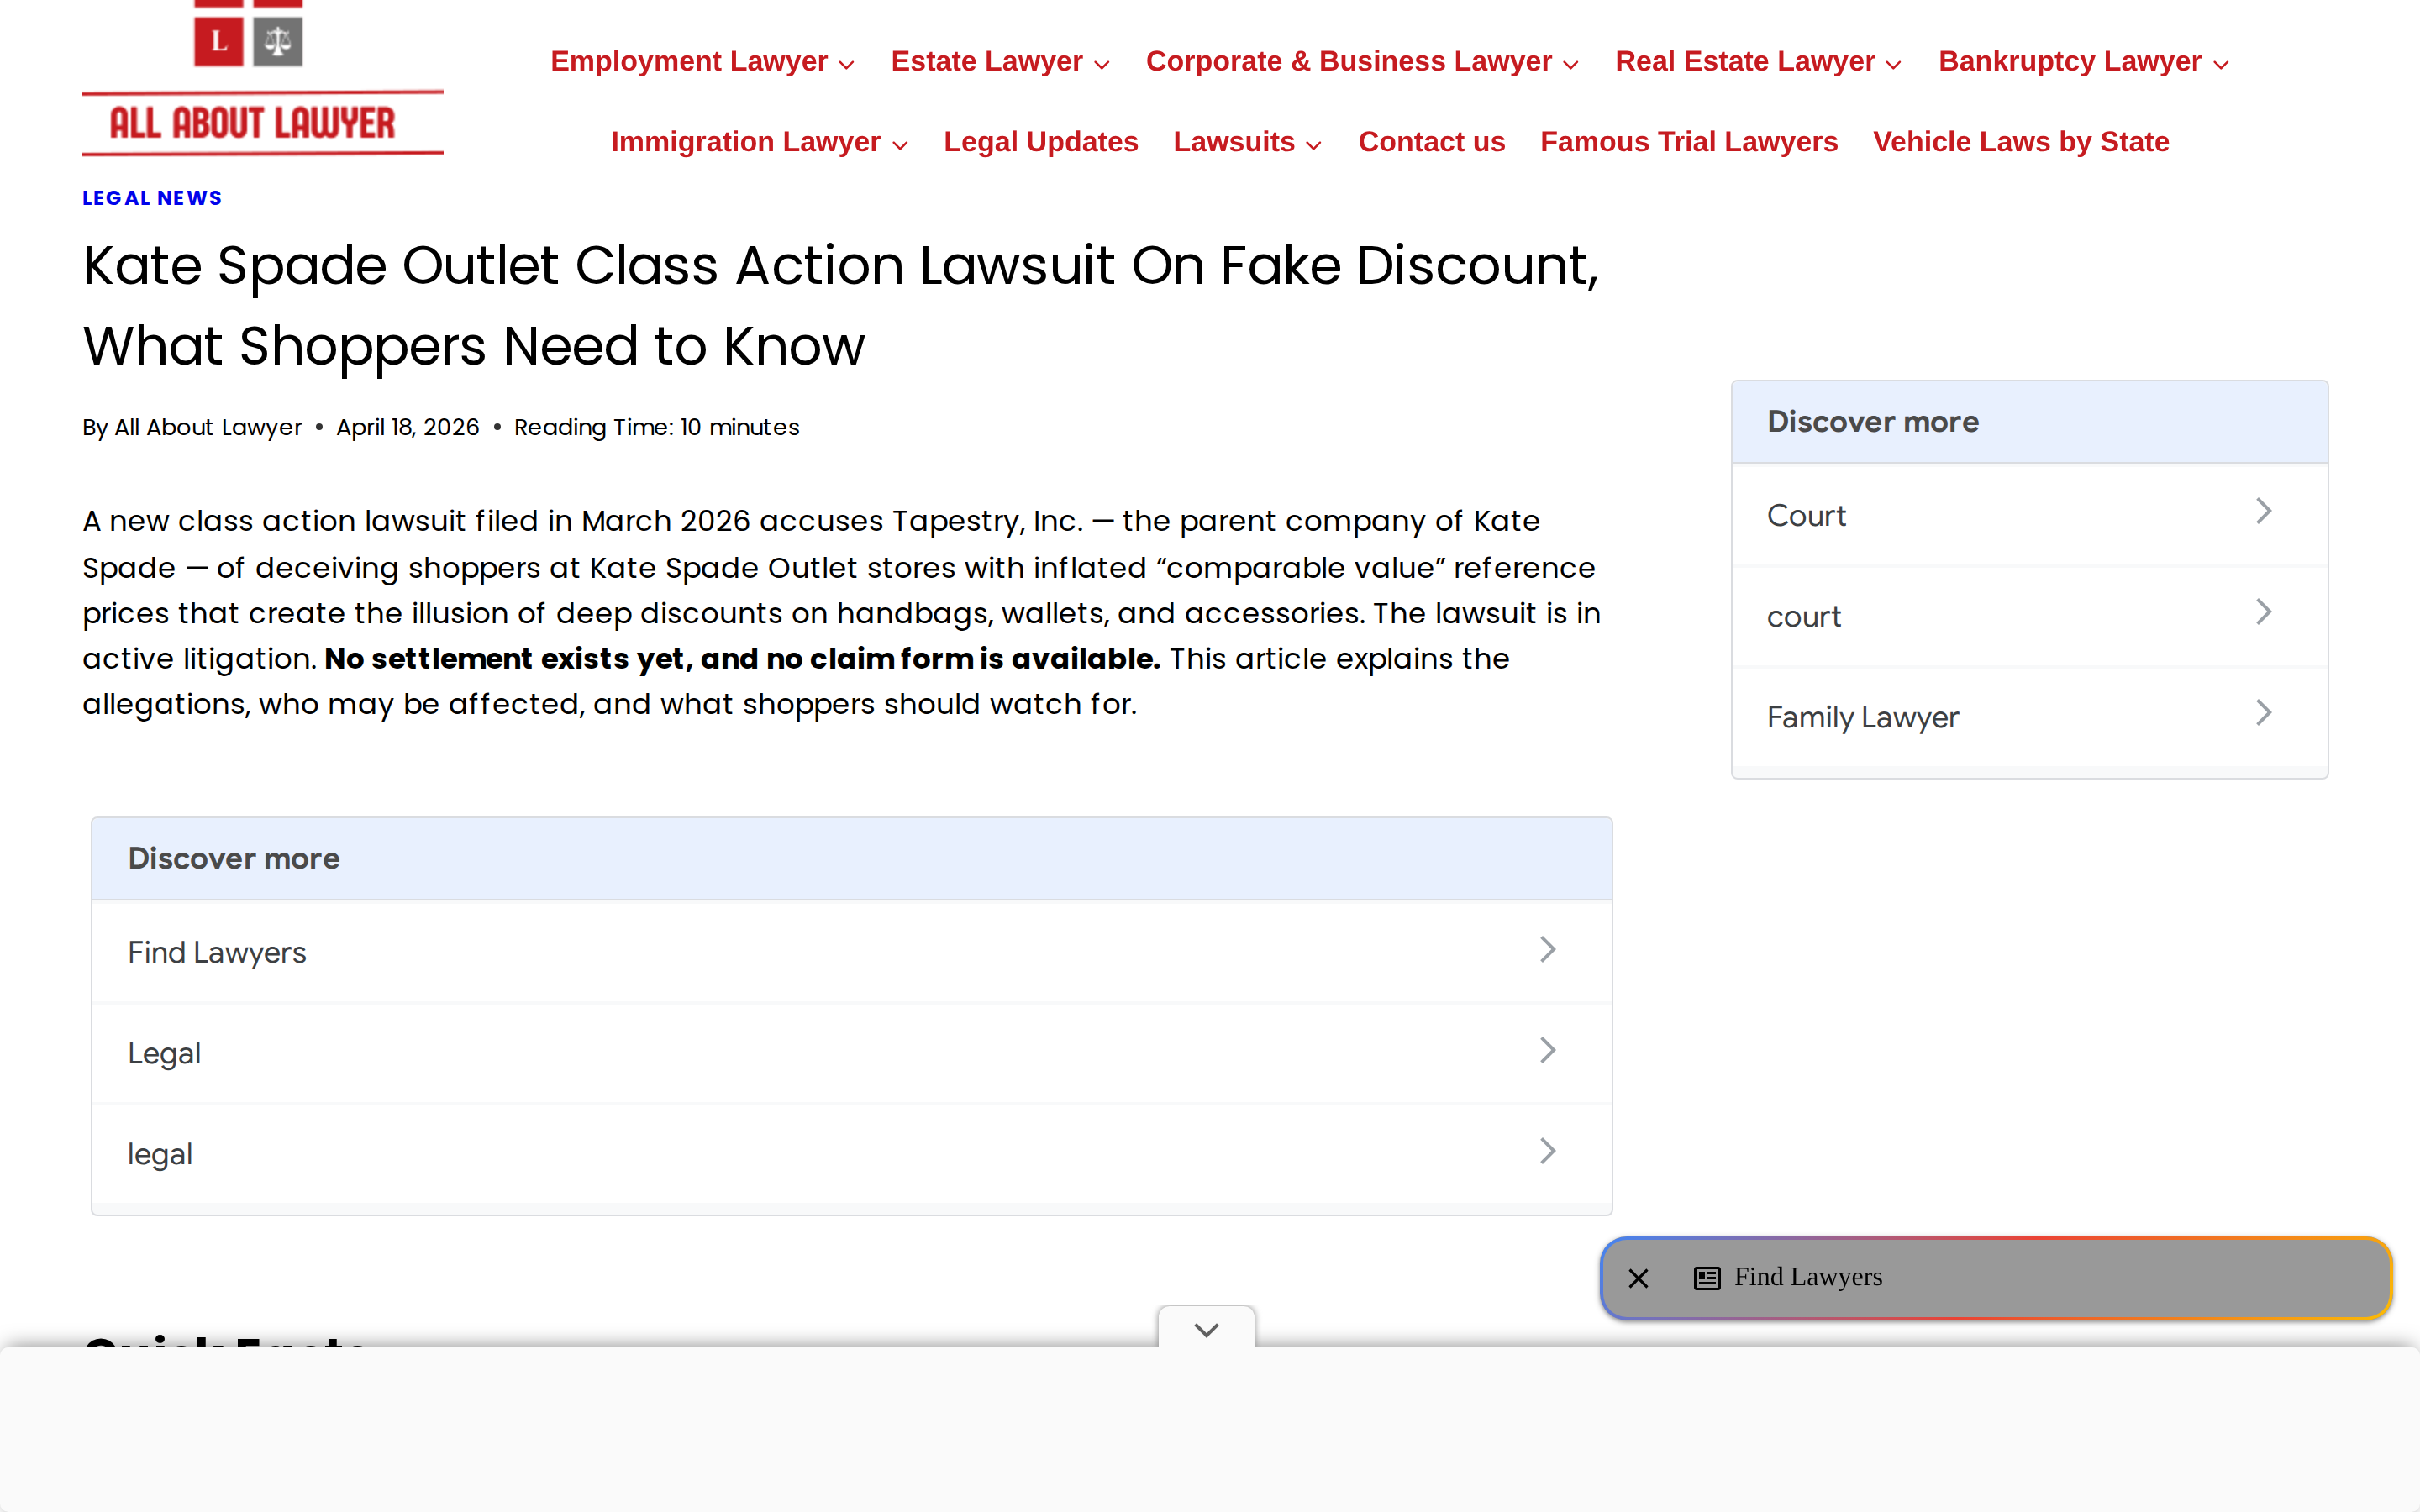 L
ALL ABOUT LAWYER
Employment Lawyer
Estate Lawyer
Corporate & Business Lawyer
Real Estate Lawyer
Bankruptcy Lawyer
Immigration Lawyer
Legal Updates
Lawsuits
Contact us
Famous Trial Lawyers
Vehicle Laws by State
LEGAL NEWS
Kate Spade Outlet Class Action Lawsuit On Fake Discount,
What Shoppers Need to Know
By All About Lawyer • April 18, 2026 • Reading Time: 10 minutes
A new class action lawsuit filed in March 2026 accuses Tapestry, Inc. — the parent company of Kate
Spade — of deceiving shoppers at Kate Spade Outlet stores with inflated “comparable value” reference
prices that create the illusion of deep discounts on handbags, wallets, and accessories. The lawsuit is in
active litigation. No settlement exists yet, and no claim form is available. This article explains the
allegations, who may be affected, and what shoppers should watch for.
Discover more
Court
court
Family Lawyer
Discover more
Find Lawyers
Legal
legal
Find Lawyers
Quick Facts